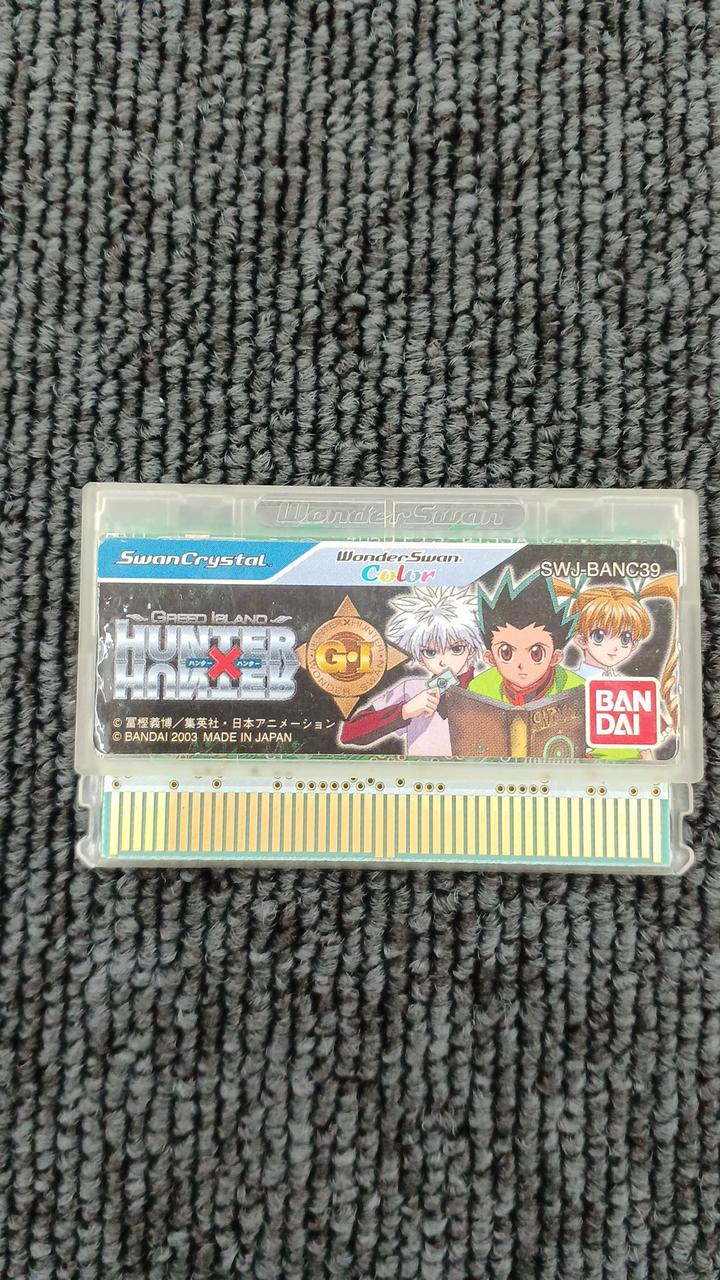 WonderSwan
SwanCrystal
WonderSwan
Color
SWJ-BANC39
GREED ISLAND
HUNTER
ハンター × ハンター
HUNTER
G・I
BAN
DAI
© 冨樫義博／集英社・日本アニメーション
© BANDAI 2003 MADE IN JAPAN